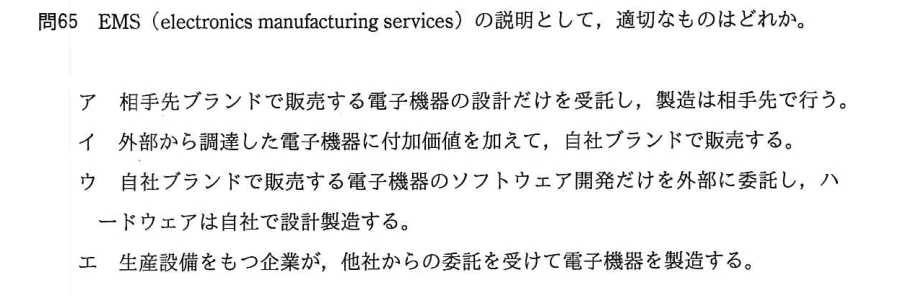 問65 EMS（electronics manufacturing services）の説明として，適切なものはどれか。
ア 相手先ブランドで販売する電子機器の設計だけを受託し，製造は相手先で行う。
イ 外部から調達した電子機器に付加価値を加えて，自社ブランドで販売する。
ウ 自社ブランドで販売する電子機器のソフトウェア開発だけを外部に委託し，ハ
ードウェアは自社で設計製造する。
エ 生産設備をもつ企業が，他社からの委託を受けて電子機器を製造する。